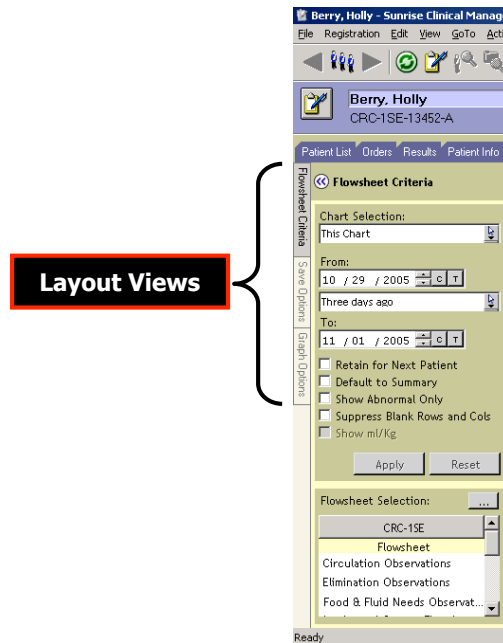 Berry, Holly - Sunrise Clinical Manag
File Registration Edit View GoTo Acti
Berry, Holly
CRC-1SE-13452-A
Patient List Orders Results Patient Info
Flowsheet Criteria
Save Options
Graph Options
Layout Views
Flowsheet Criteria
Chart Selection:
This Chart
From:
10 / 29 / 2005 C T
Three days ago
To:
11 / 01 / 2005 C T
Retain for Next Patient
Default to Summary
Show Abnormal Only
Suppress Blank Rows and Cols
Show ml/Kg
Apply Reset
Flowsheet Selection: ...
CRC-1SE
Flowsheet
Circulation Observations
Elimination Observations
Food & Fluid Needs Observat...
Ready